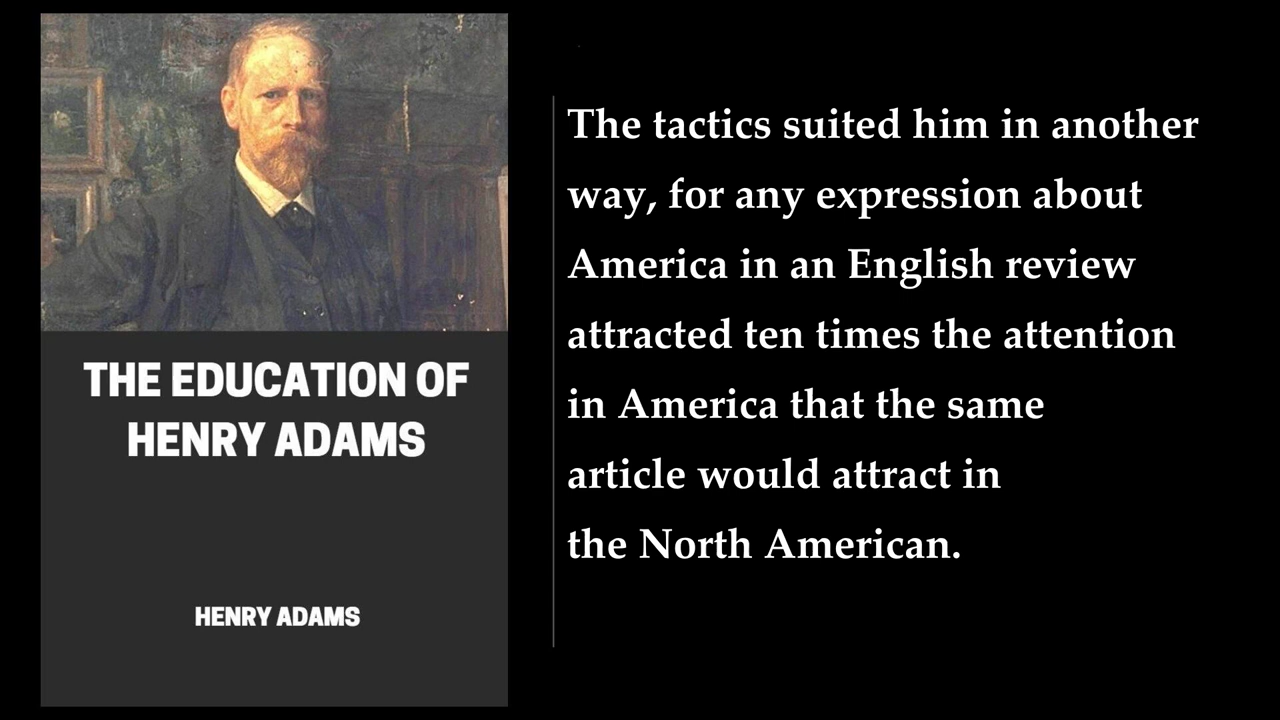 THE EDUCATION OF
HENRY ADAMS
HENRY ADAMS
The tactics suited him in another
way, for any expression about
America in an English review
attracted ten times the attention
in America that the same
article would attract in
the North American.